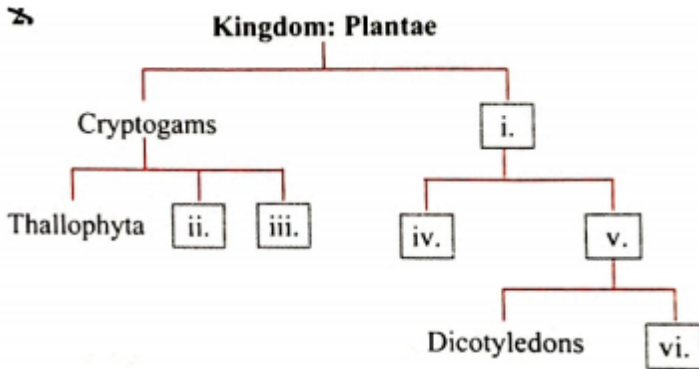 Kingdom: Plantae
Cryptogams
i.
Thallophyta ii. iii. iv. v.
Dicotyledons vi.